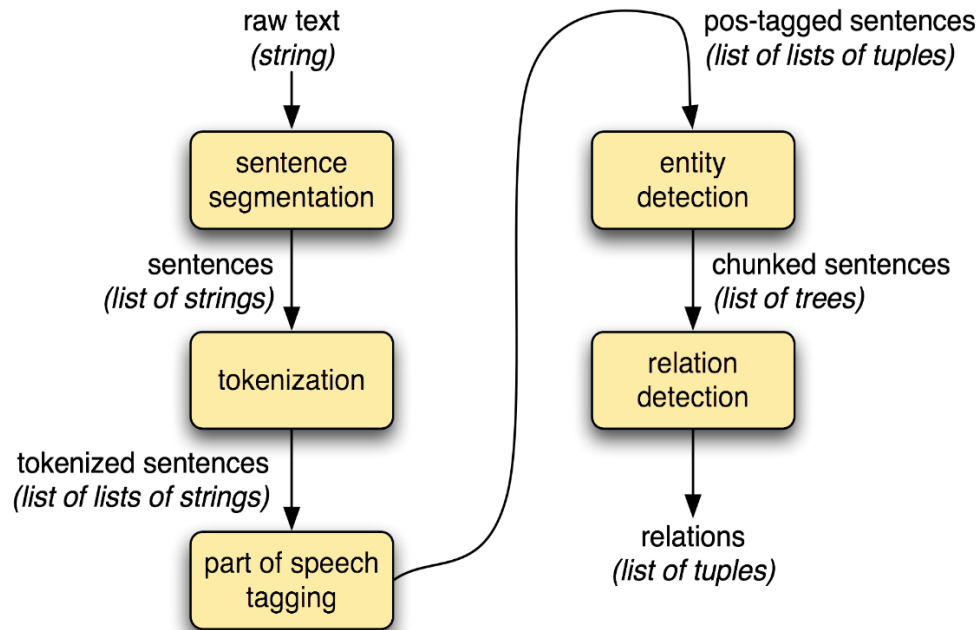 raw text
(string)
sentence
segmentation
sentences
(list of strings)
tokenization
tokenized sentences
(list of lists of strings)
part of speech
tagging
pos-tagged sentences
(list of lists of tuples)
entity
detection
chunked sentences
(list of trees)
relation
detection
relations
(list of tuples)